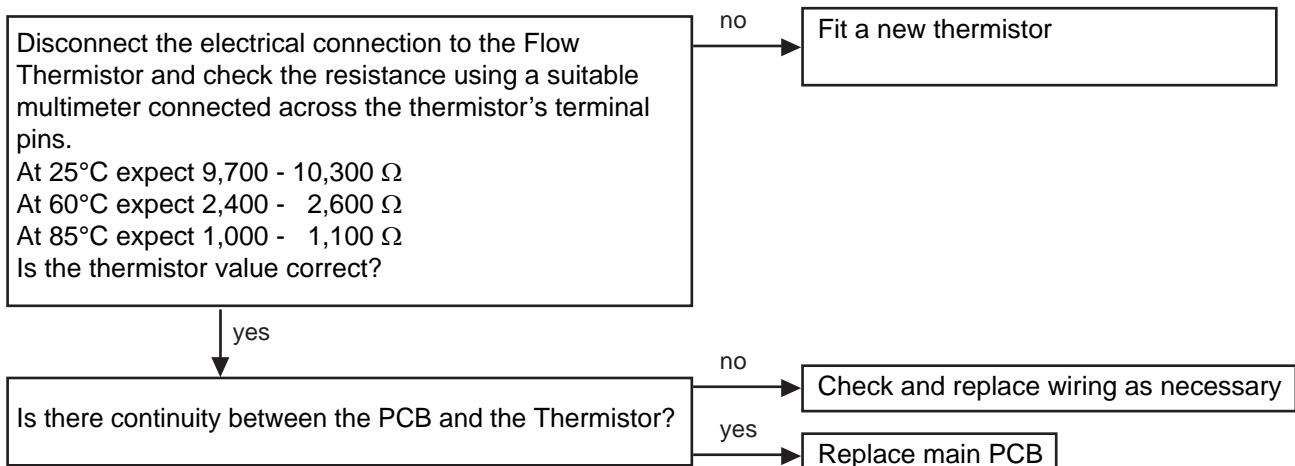 Disconnect the electrical connection to the Flow
Thermistor and check the resistance using a suitable
multimeter connected across the thermistor’s terminal
pins.
At 25°C expect 9,700 - 10,300 Ω
At 60°C expect 2,400 - 2,600 Ω
At 85°C expect 1,000 - 1,100 Ω
Is the thermistor value correct?
no
Fit a new thermistor
yes
Is there continuity between the PCB and the Thermistor?
no
Check and replace wiring as necessary
yes
Replace main PCB